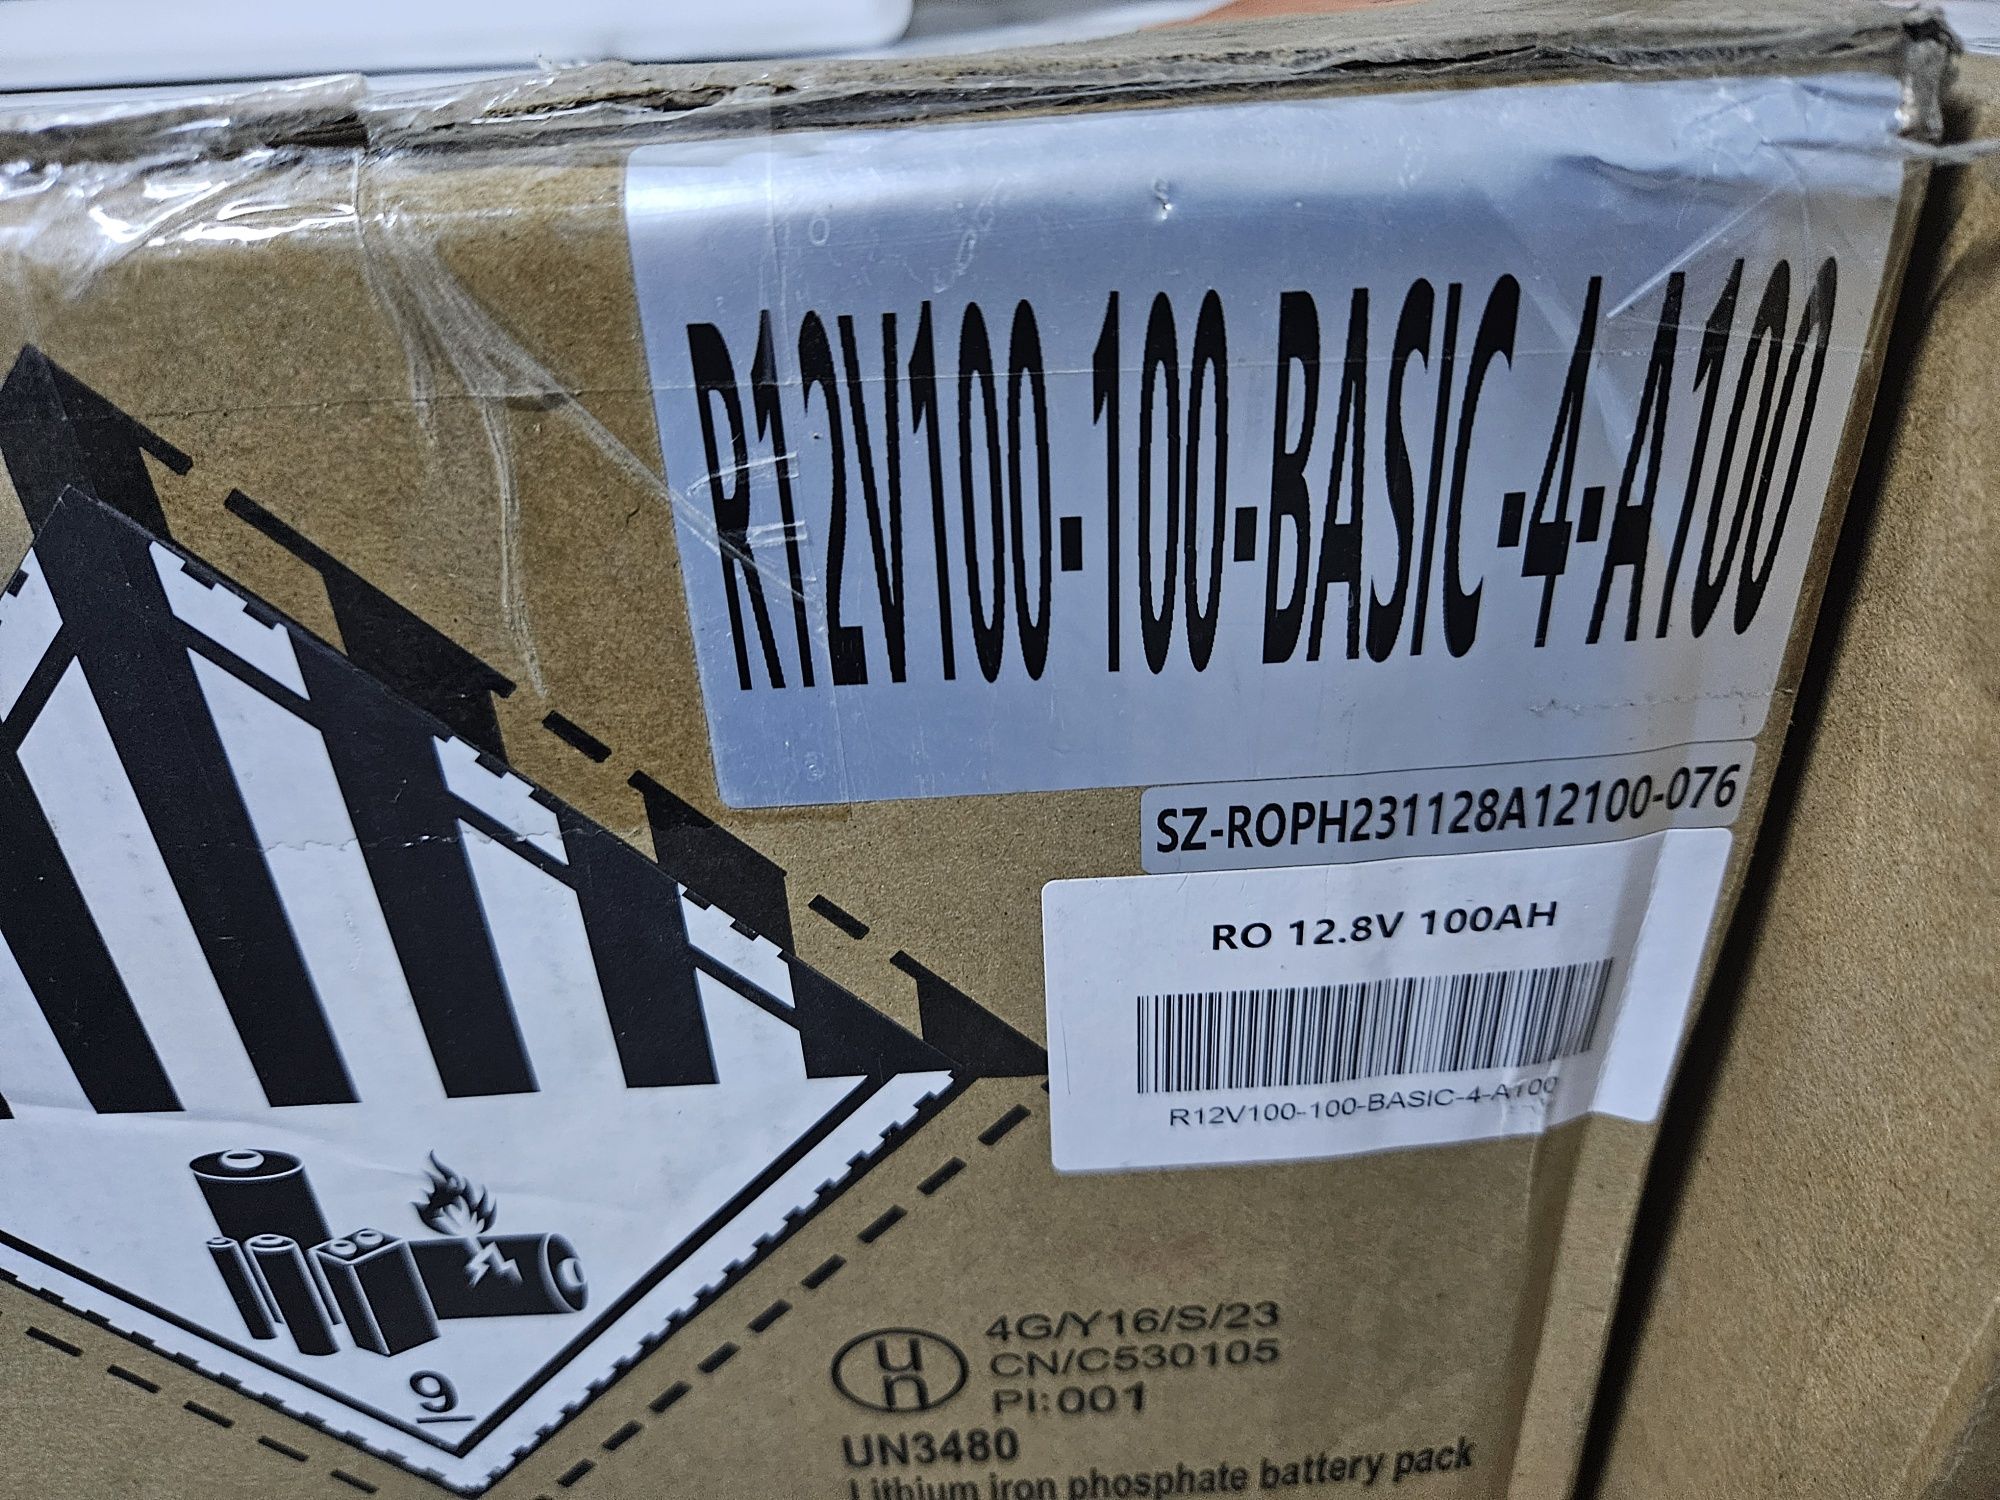 R12V100-100-BASIC-4-A100
SZ-ROPH231128A12100-076
RO 12.8V 100AH
R12V100-100-BASIC-4-A100
9
un
4G/Y16/S/23
CN/C530105
PI:001
UN3480
Lithium iron phosphate battery pack